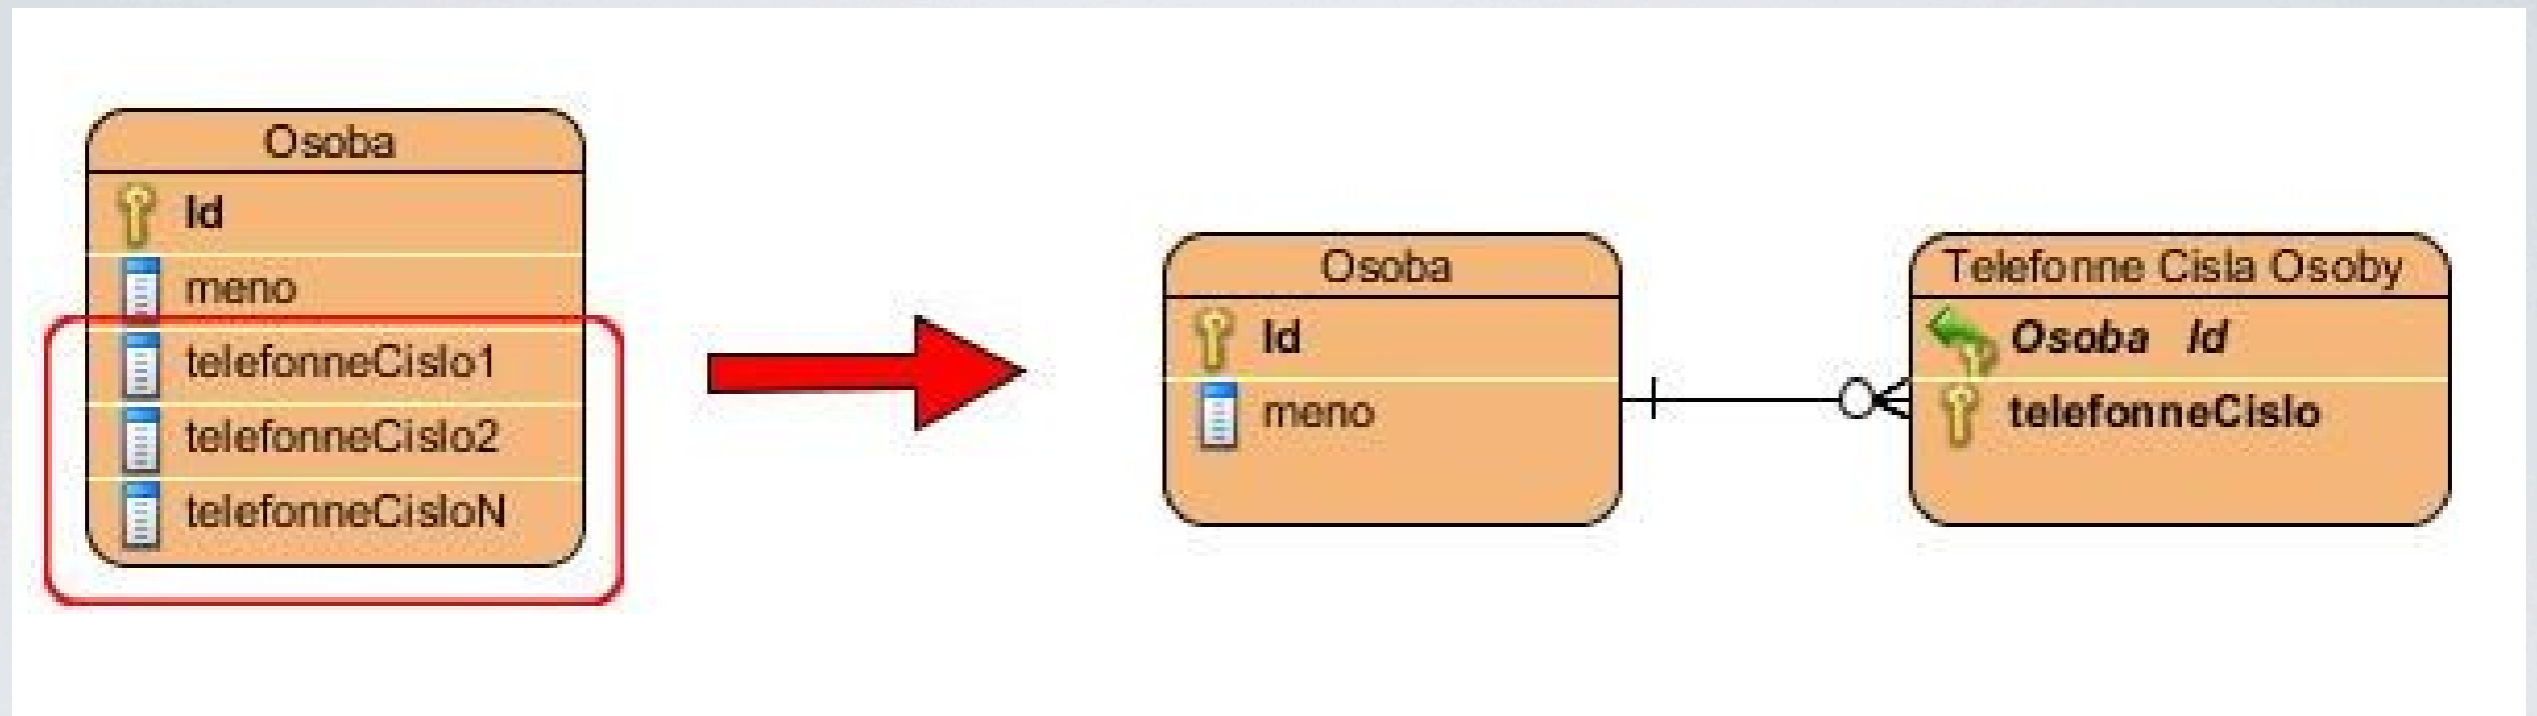 Osoba
Id
meno
telefonneCislo1
telefonneCislo2
telefonneCisloN
Osoba
Id
meno
Telefonne Cisla Osoby
Osoba Id
telefonneCislo